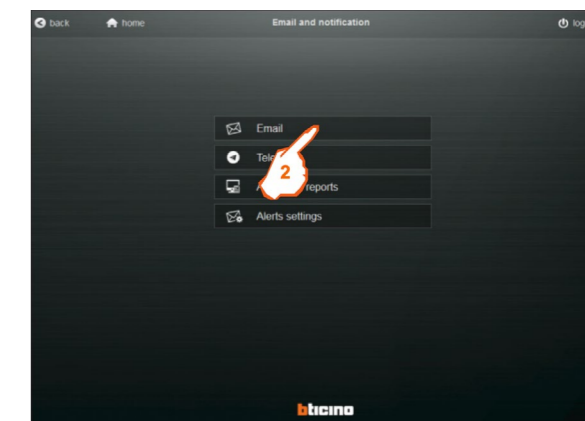 back home Email and notification log
Email
Tele
2
reports
Alerts settings
bticino